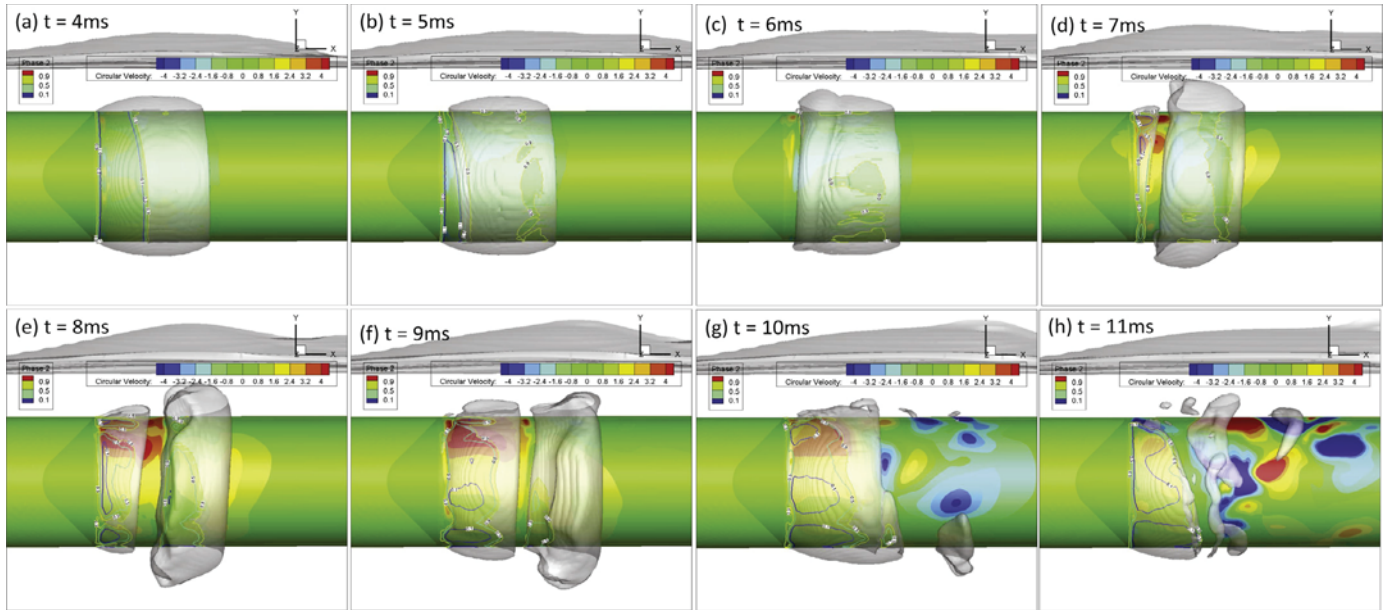 (a) t = 4ms
Y
X
Phase 2
0.9
0.5
0.1
Circular Velocity: -4 -3.2 -2.4 -1.6 -0.8 0 0.8 1.6 2.4 3.2 4
(b) t = 5ms
Y
X
Phase 2
0.9
0.5
0.1
Circular Velocity: -4 -3.2 -2.4 -1.6 -0.8 0 0.8 1.6 2.4 3.2 4
(c) t = 6ms
Y
X
Phase 2
0.9
0.5
0.1
Circular Velocity: -4 -3.2 -2.4 -1.6 -0.8 0 0.8 1.6 2.4 3.2 4
(d) t = 7ms
Y
X
Phase 2
0.9
0.5
0.1
Circular Velocity: -4 -3.2 -2.4 -1.6 -0.8 0 0.8 1.6 2.4 3.2 4
(e) t = 8ms
Y
X
Phase 2
0.9
0.5
0.1
Circular Velocity: -4 -3.2 -2.4 -1.6 -0.8 0 0.8 1.6 2.4 3.2 4
(f) t = 9ms
Y
X
Phase 2
0.9
0.5
0.1
Circular Velocity: -4 -3.2 -2.4 -1.6 -0.8 0 0.8 1.6 2.4 3.2 4
(g) t = 10ms
Y
X
Phase 2
0.9
0.5
0.1
Circular Velocity: -4 -3.2 -2.4 -1.6 -0.8 0 0.8 1.6 2.4 3.2 4
(h) t = 11ms
Y
X
Phase 2
0.9
0.5
0.1
Circular Velocity: -4 -3.2 -2.4 -1.6 -0.8 0 0.8 1.6 2.4 3.2 4